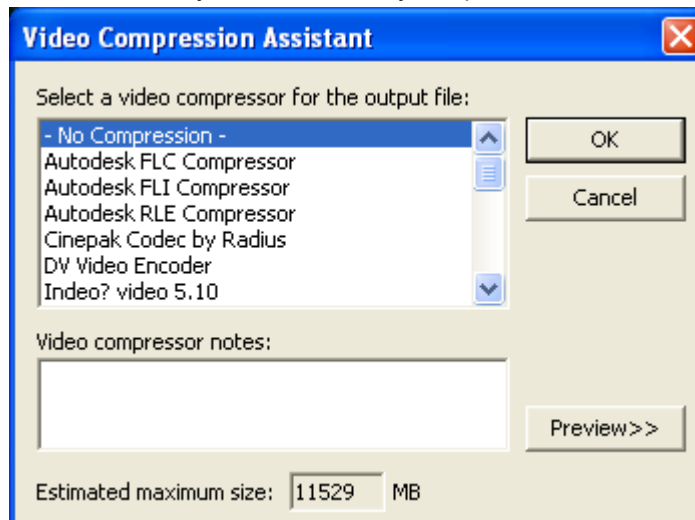 Video Compression Assistant
Select a video compressor for the output file:
- No Compression -
Autodesk FLC Compressor
Autodesk FLI Compressor
Autodesk RLE Compressor
Cinepak Codec by Radius
DV Video Encoder
Indeo? video 5.10
OK
Cancel
Video compressor notes:
Preview>>
Estimated maximum size: 11529 MB